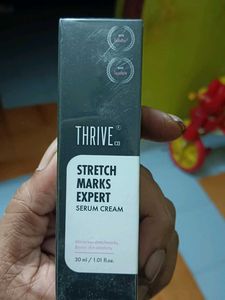 THRIVE
co
STRETCH
MARKS
EXPERT
SERUM CREAM
30 ml / 1.01 fl.oz.